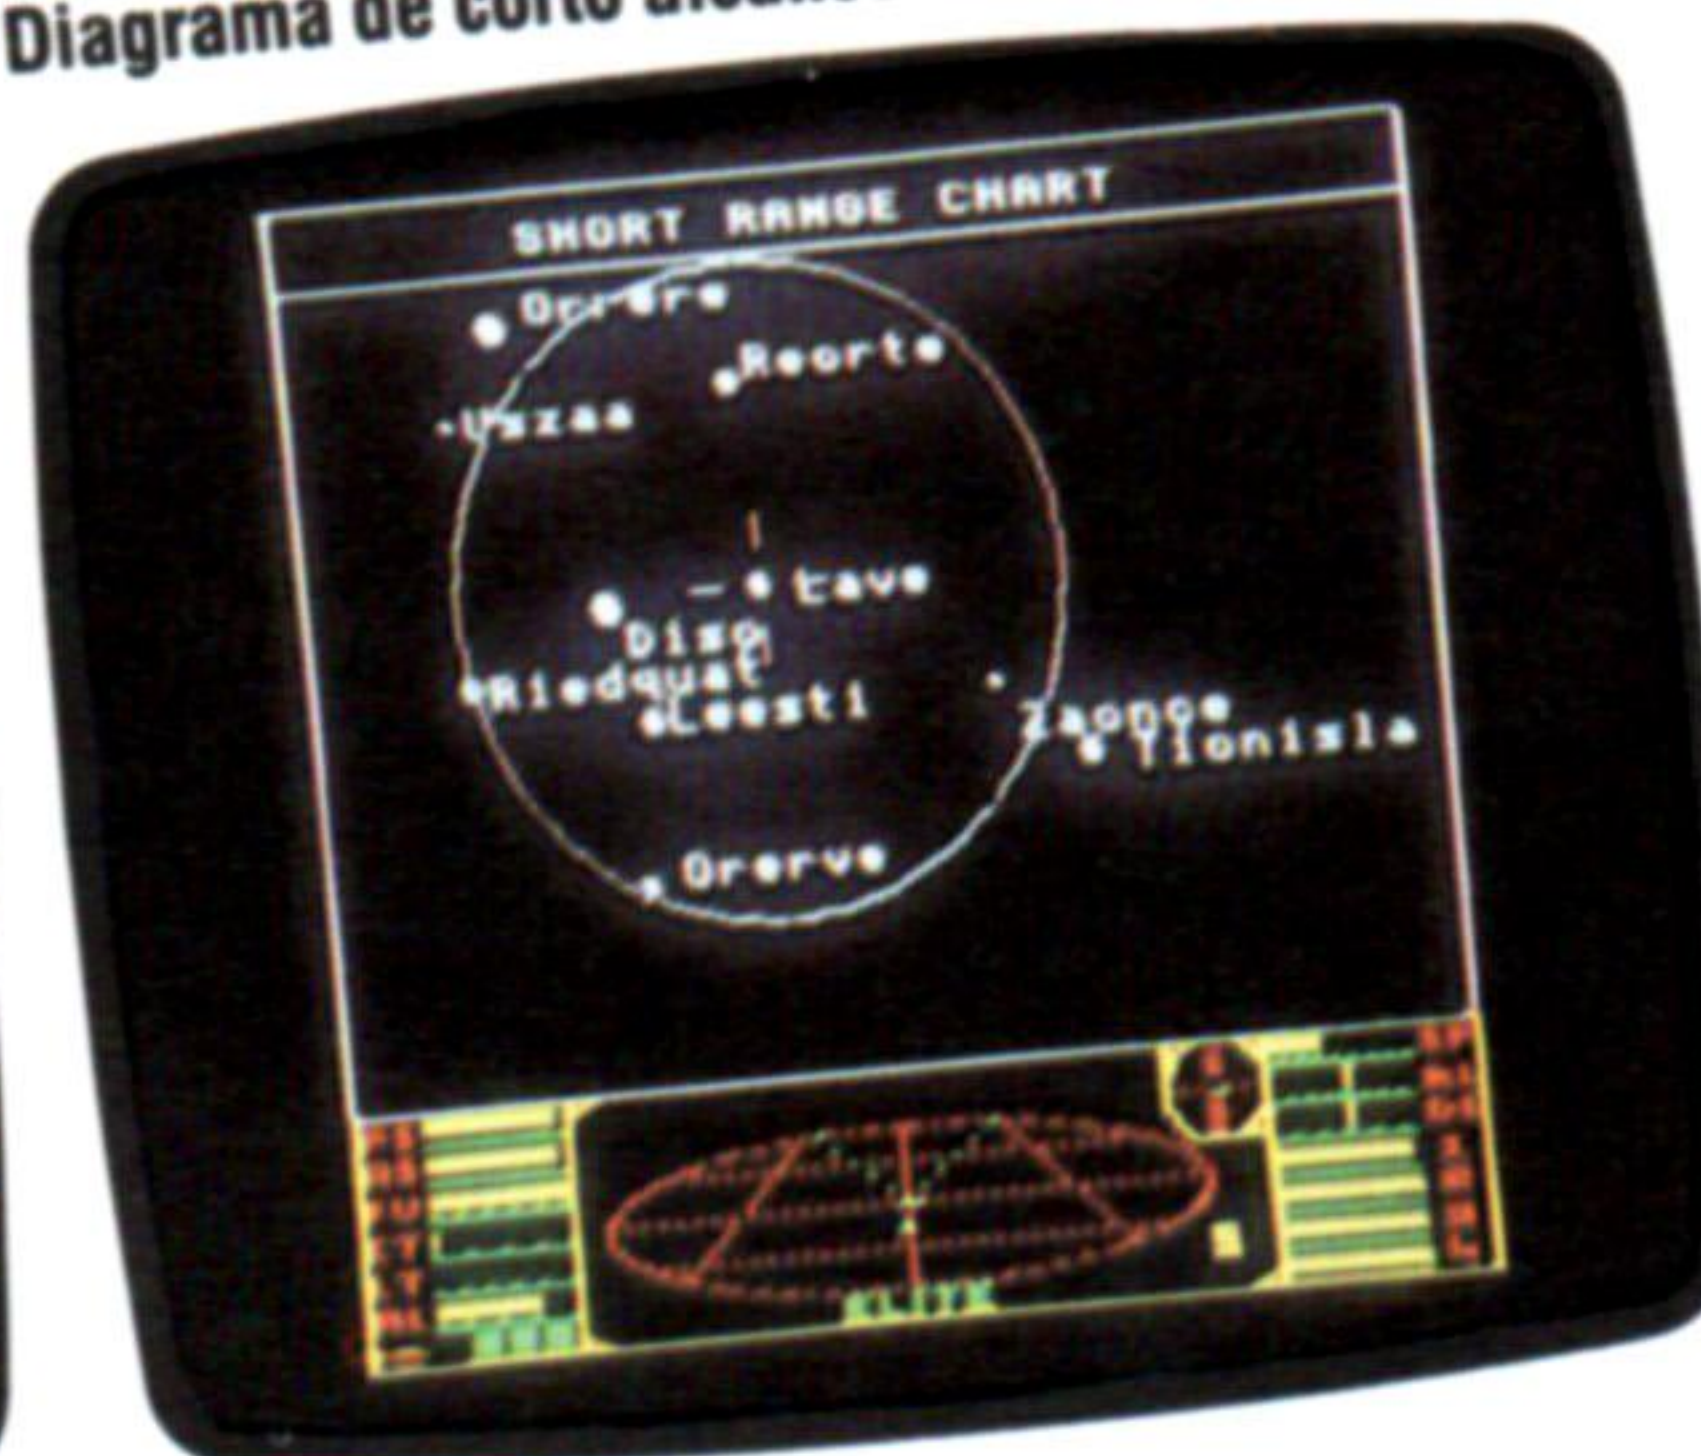 Diagrama de corto
SHORT RANGE CHART
Orrere
Reorte
Uszaa
Lave
Diso
Riedquat
Leesti
Zaonce
Tionisla
Orerve
S
ELITE